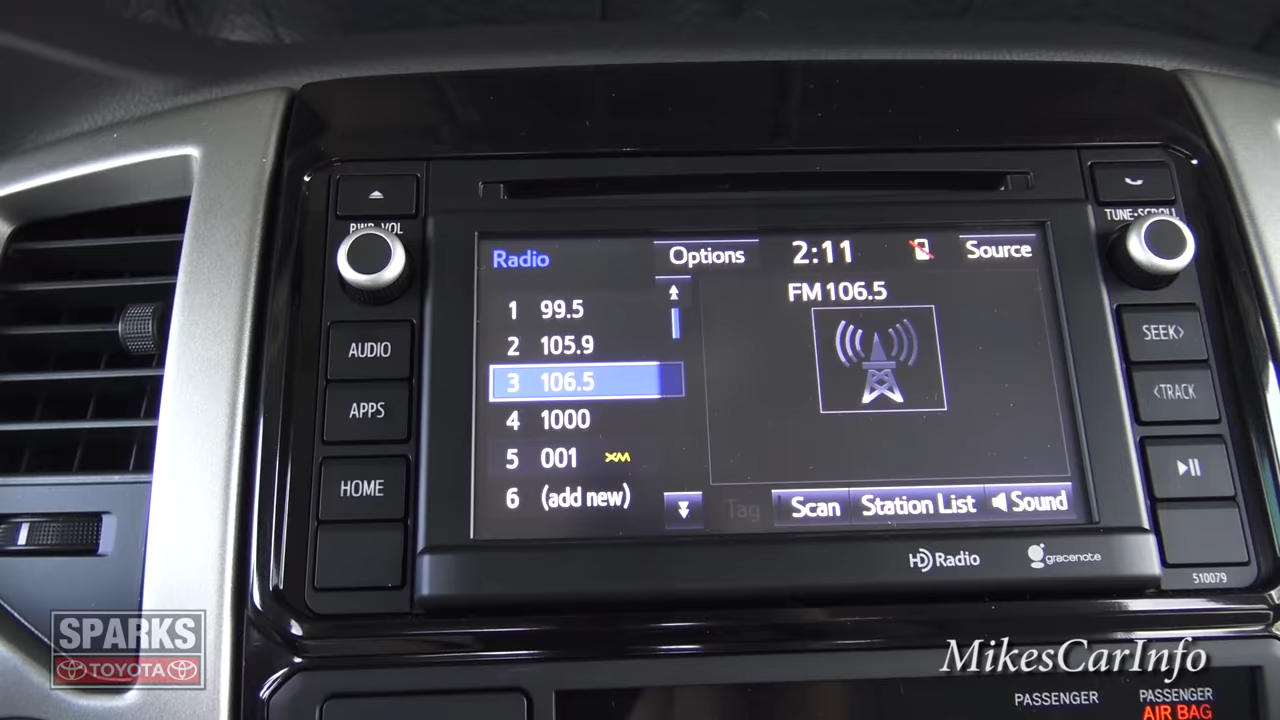 PWR·VOL
TUNE·SCROLL
AUDIO
APPS
HOME
Radio
Options
2:11
Source
FM 106.5
1 99.5
2 105.9
3 106.5
4 1000
5 001 XM
6 (add new)
Tag
Scan
Station List
Sound
SEEK>
<TRACK
HD Radio
gracenote
510079
SPARKS
TOYOTA
MikesCarInfo
PASSENGER
PASSENGER
AIR BAG